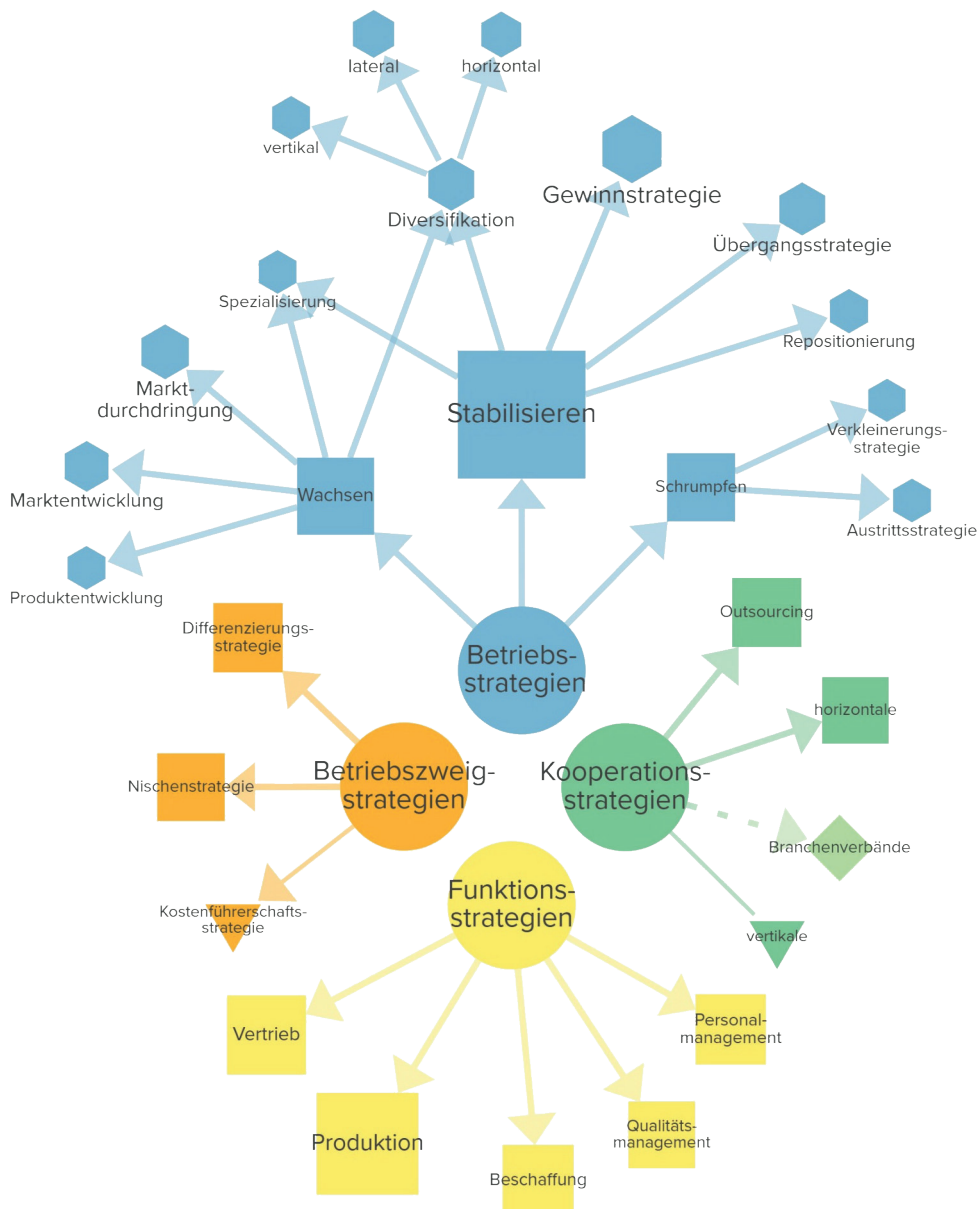 lateral
horizontal
vertikal
Gewinnstrategie
Diversifikation
Übergangsstrategie
Spezialisierung
Repositionierung
Markt-
durchdringung
Stabilisieren
Verkleinerungs-
strategie
Marktentwicklung
Wachsen
Schrumpfen
Austrittsstrategie
Produktentwicklung
Differenzierungs-
strategie
Outsourcing
Betriebs-
strategien
horizontale
Nischenstrategie
Betriebszweig-
strategien
Kooperations-
strategien
Branchenverbände
Kostenführerschafts-
strategie
Funktions-
strategien
vertikale
Vertrieb
Personal-
management
Produktion
Qualitäts-
management
Beschaffung